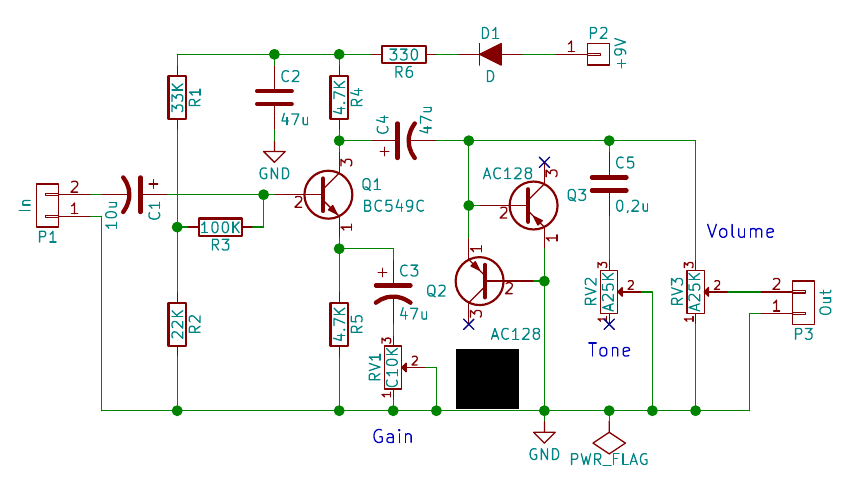 D1
P2
330
1
+9V
R6
D
33K
R1
C2
47u
GND
4.7K
R4
C4
47u
+
3
Q1
2
BC549C
1
In
2
1
P1
10u
+
C1
100K
R3
AC128
3
Q3
2
1
C5
0,2u
Volume
22K
R2
4.7K
R5
+
C3
47u
Q2
1
2
3
AC128
RV2
A25K
3
2
1
Tone
RV3
A25K
3
2
1
2
1
Out
P3
RV1
C10K
3
2
1
Gain
GND
PWR_FLAG